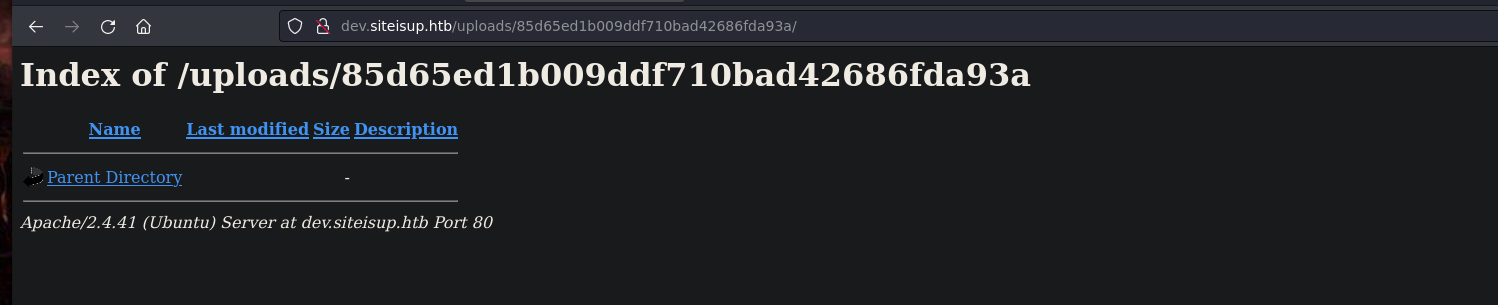 dev.siteisup.htb/uploads/85d65ed1b009ddf710bad42686fda93a/
Index of /uploads/85d65ed1b009ddf710bad42686fda93a
Name Last modified Size Description
Parent Directory -
Apache/2.4.41 (Ubuntu) Server at dev.siteisup.htb Port 80